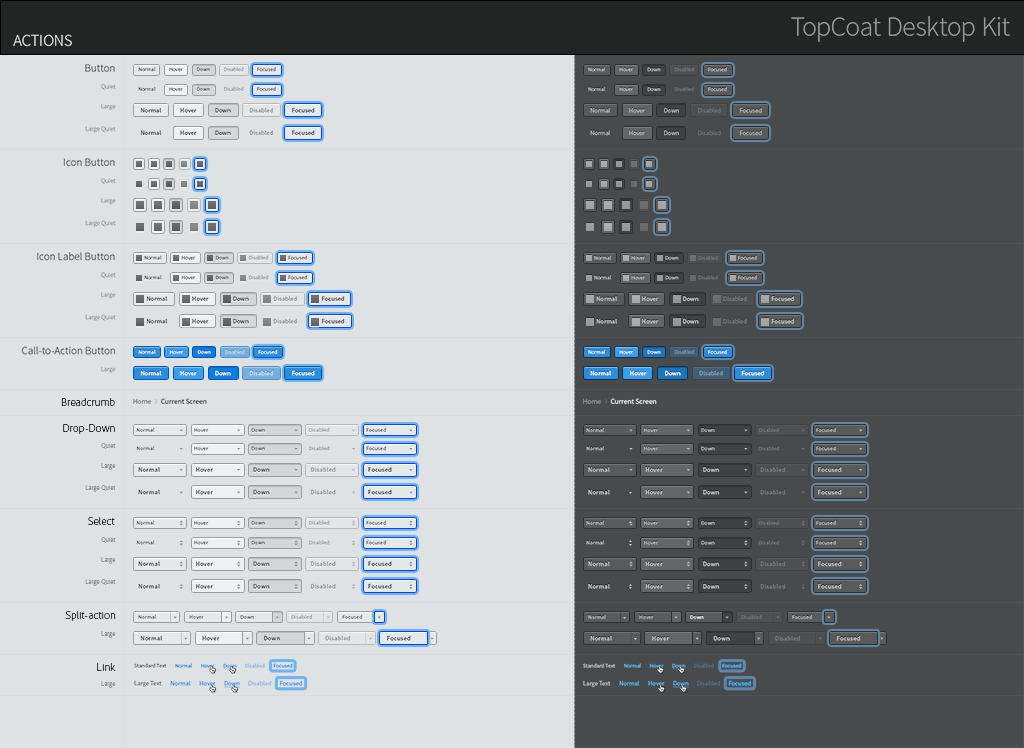 TopCoat Desktop Kit
ACTIONS
Button Normal Hover Down Disabled Focused Normal Hover Down Disabled Focused
Quiet Normal Hover Down Disabled Focused Normal Hover Down Disabled Focused
Large Normal Hover Down Disabled Focused Normal Hover Down Disabled Focused
Large Quiet Normal Hover Down Disabled Focused Normal Hover Down Disabled Focused
Icon Button
Quiet
Large
Large Quiet
Icon Label Button Normal Hover Down Disabled Focused Normal Hover Down Disabled Focused
Quiet Normal Hover Down Disabled Focused Normal Hover Down Disabled Focused
Large Normal Hover Down Disabled Focused Normal Hover Down Disabled Focused
Large Quiet Normal Hover Down Disabled Focused Normal Hover Down Disabled Focused
Call-to-Action Button Normal Hover Down Disabled Focused Normal Hover Down Disabled Focused
Large Normal Hover Down Disabled Focused Normal Hover Down Disabled Focused
Breadcrumb Home / Current Screen Home / Current Screen
Drop-Down Normal Hover Down Disabled Focused Normal Hover Down Disabled Focused
Quiet Normal Hover Down Disabled Focused Normal Hover Down Disabled Focused
Large Normal Hover Down Disabled Focused Normal Hover Down Disabled Focused
Large Quiet Normal Hover Down Disabled Focused Normal Hover Down Disabled Focused
Select Normal Hover Down Disabled Focused Normal Hover Down Disabled Focused
Quiet Normal Hover Down Disabled Focused Normal Hover Down Disabled Focused
Large Normal Hover Down Disabled Focused Normal Hover Down Disabled Focused
Large Quiet Normal Hover Down Disabled Focused Normal Hover Down Disabled Focused
Split-action Normal Hover Down Disabled Focused Normal Hover Down Disabled Focused
Large Normal Hover Down Disabled Focused Normal Hover Down Disabled Focused
Link Standard Text Normal Hover Down Disabled Focused Standard Text Normal Hover Down Disabled Focused
Large Large Text Normal Hover Down Disabled Focused Large Text Normal Hover Down Disabled Focused